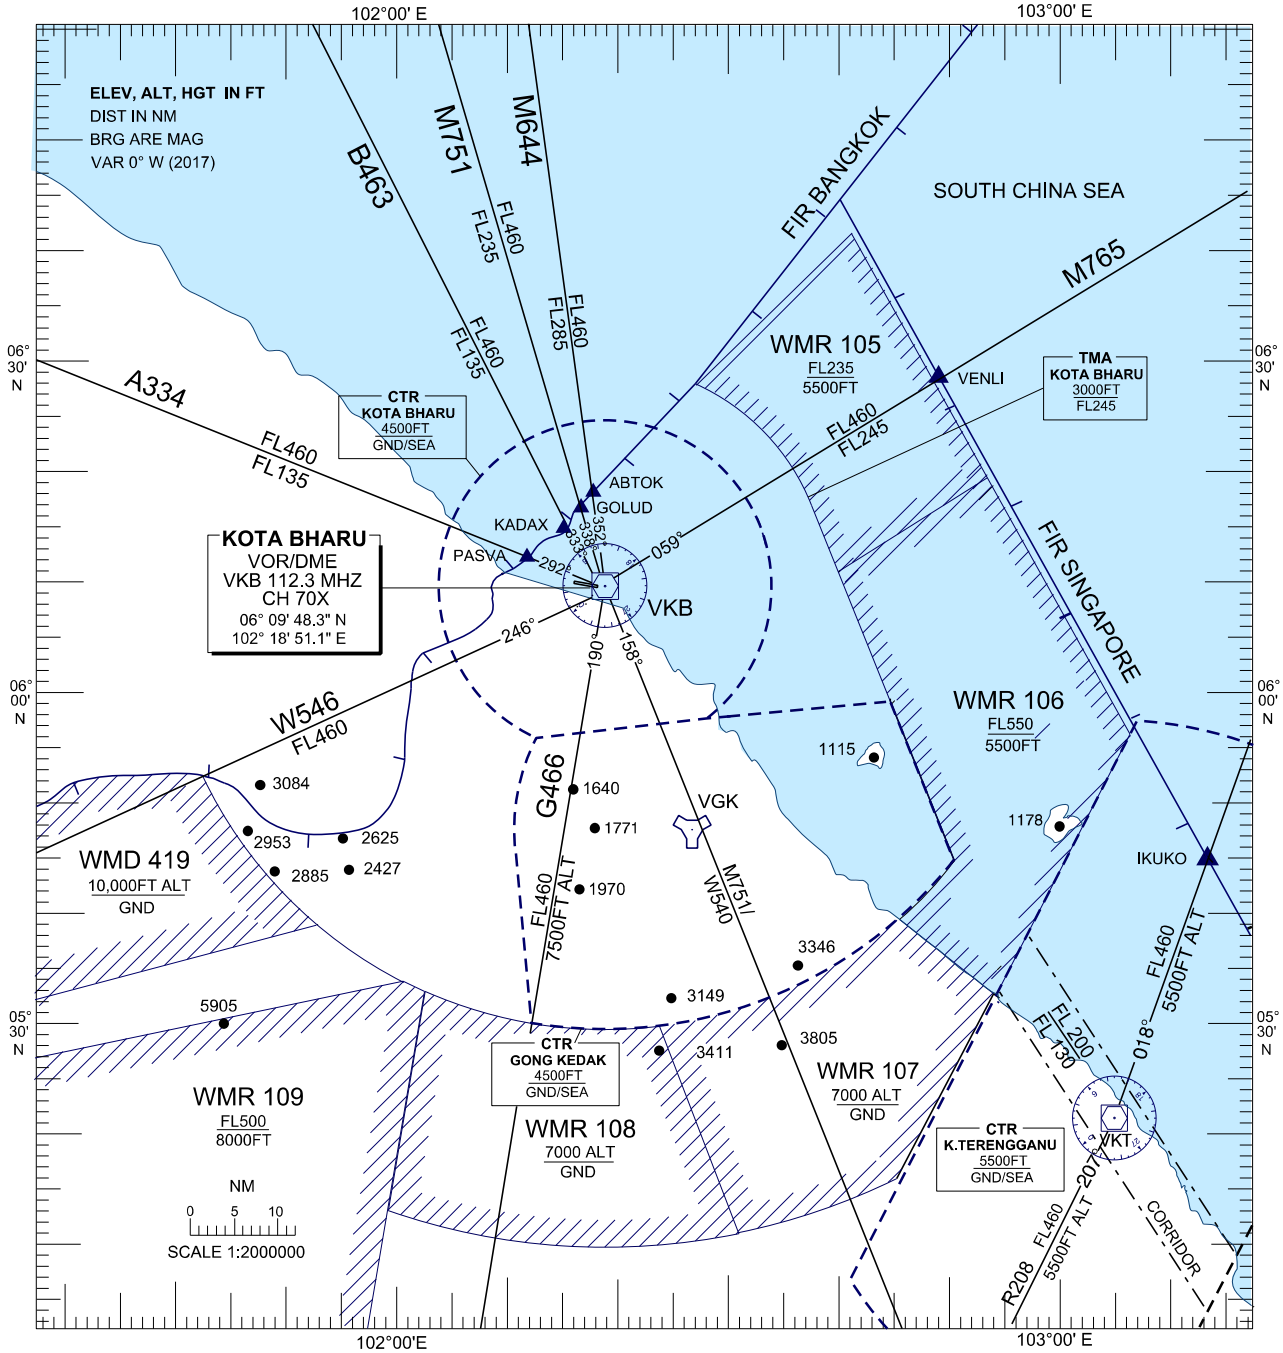 102°00' E
103°00' E
ELEV, ALT, HGT IN FT
DIST IN NM
BRG ARE MAG
VAR 0° W (2017)
B463
M751
M644
FIR BANGKOK
SOUTH CHINA SEA
M765
FL460
FL235
FL460
FL285
FL460
FL135
06°
30'
N
06°
30'
N
A334
FL460
FL135
CTR
KOTA BHARU
4500FT
GND/SEA
WMR 105
FL235
5500FT
VENLI
TMA
KOTA BHARU
3000FT
FL245
FL460
FL245
ABTOK
GOLUD
KADAX
PASVA
352°
338°
333°
292°
059°
FIR SINGAPORE
KOTA BHARU
VOR/DME
VKB 112.3 MHZ
CH 70X
06° 09' 48.3" N
102° 18' 51.1" E
VKB
246°
190°
158°
06°
00'
N
06°
00'
N
W546
FL460
WMR 106
FL550
5500FT
1115
3084
G466
1640
VGK
1771
1178
2953
2625
2885
2427
IKUKO
WMD 419
10,000FT ALT
GND
FL460
7500FT ALT
1970
M751/
W540
3346
FL460
5500FT ALT
5905
3149
05°
30'
N
05°
30'
N
FL 200
FL 130
018°
CTR
GONG KEDAK
4500FT
GND/SEA
3411
3805
WMR 107
7000 ALT
GND
WMR 109
FL500
8000FT
WMR 108
7000 ALT
GND
CTR
K.TERENGGANU
5500FT
GND/SEA
VKT
207°
NM
0 5 10
SCALE 1:2000000
R208
FL460
5500FT ALT
CORRIDOR
102°00' E
103°00' E